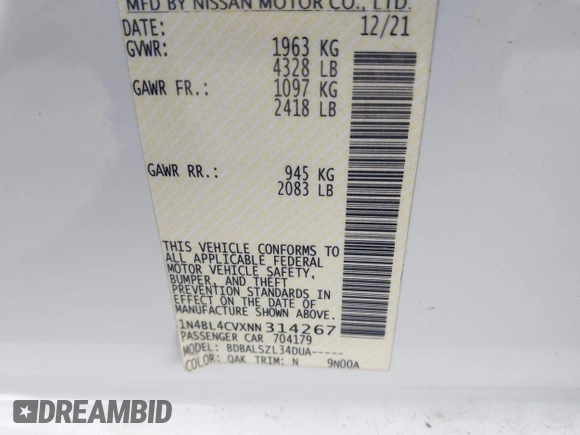 MFD BY NISSAN MOTOR CO., LTD.
DATE: 12/21
GVWR: 1963 KG
4328 LB
GAWR FR.: 1097 KG
2418 LB
GAWR RR.: 945 KG
2083 LB
THIS VEHICLE CONFORMS TO
ALL APPLICABLE FEDERAL
MOTOR VEHICLE SAFETY,
BUMPER, AND THEFT
PREVENTION STANDARDS IN
EFFECT ON THE DATE OF
MANUFACTURE SHOWN ABOVE.
1N4BL4CVXNN314267
PASSENGER CAR 704179
MODEL: BDBALSZL34DUA-----
COLOR: QAK TRIM: N 9N00A
DREAMBID